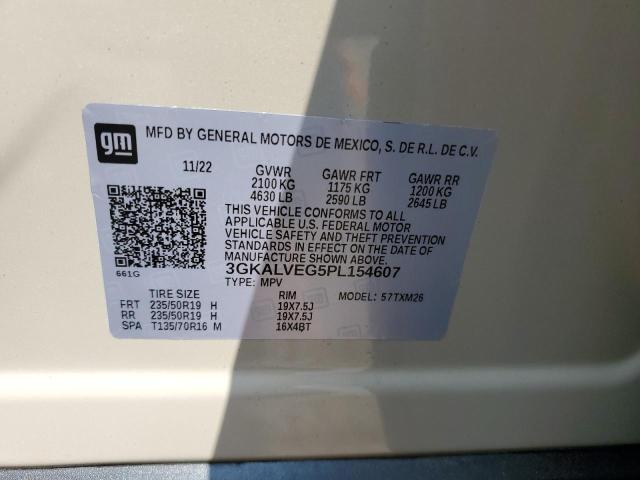 gm MFD BY GENERAL MOTORS DE MEXICO, S. DE R.L. DE C.V.
11/22 GVWR GAWR FRT GAWR RR
2100 KG 1175 KG 1200 KG
4630 LB 2590 LB 2645 LB
THIS VEHICLE CONFORMS TO ALL
APPLICABLE U.S. FEDERAL MOTOR
VEHICLE SAFETY AND THEFT PREVENTION
STANDARDS IN EFFECT ON THE DATE OF
MANUFACTURE SHOWN ABOVE.
661G 3GKALVEG5PL154607
TYPE: MPV
TIRE SIZE RIM MODEL: 57TXM26
FRT 235/50R19 H 19X7.5J
RR 235/50R19 H 19X7.5J
SPA T135/70R16 M 16X4BT